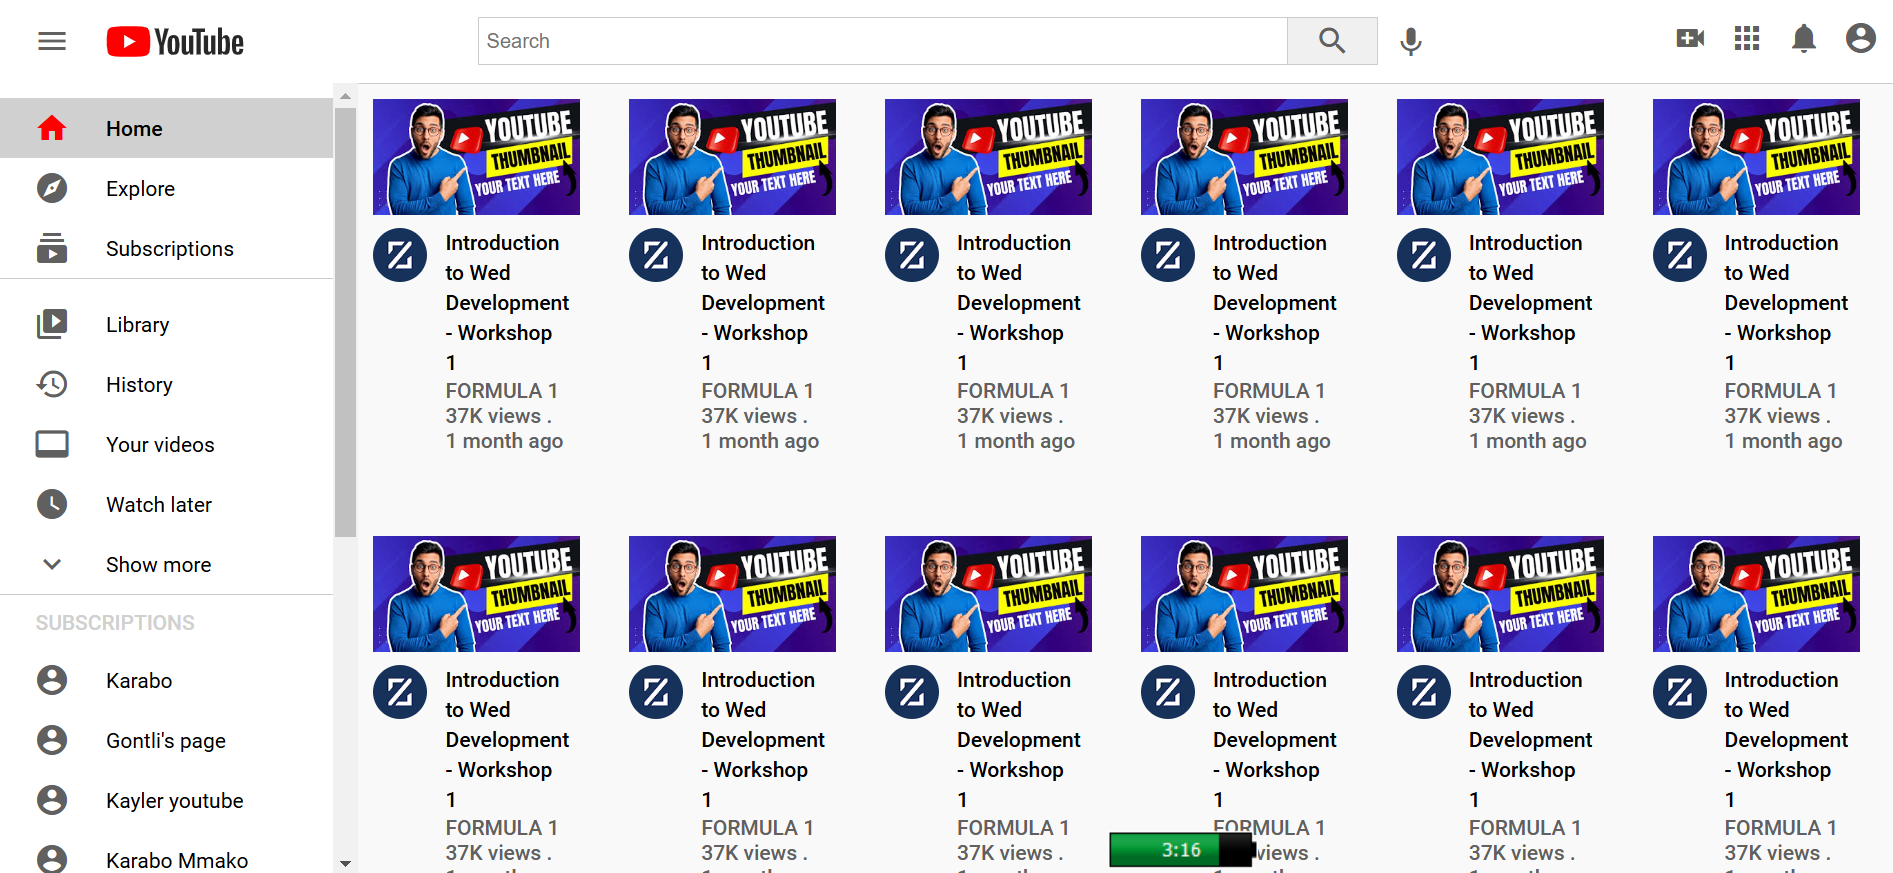 YouTube
Search
Home
Explore
Subscriptions
Library
History
Your videos
Watch later
Show more
SUBSCRIPTIONS
Karabo
Gontli's page
Kayler youtube
Karabo Mmako
YOUTUBE
THUMBNAIL
YOUR TEXT HERE
Introduction
to Wed
Development
- Workshop
1
FORMULA 1
37K views .
1 month ago
YOUTUBE
THUMBNAIL
YOUR TEXT HERE
Introduction
to Wed
Development
- Workshop
1
FORMULA 1
37K views .
1 month ago
YOUTUBE
THUMBNAIL
YOUR TEXT HERE
Introduction
to Wed
Development
- Workshop
1
FORMULA 1
37K views .
1 month ago
YOUTUBE
THUMBNAIL
YOUR TEXT HERE
Introduction
to Wed
Development
- Workshop
1
FORMULA 1
37K views .
1 month ago
YOUTUBE
THUMBNAIL
YOUR TEXT HERE
Introduction
to Wed
Development
- Workshop
1
FORMULA 1
37K views .
1 month ago
YOUTUBE
THUMBNAIL
YOUR TEXT HERE
Introduction
to Wed
Development
- Workshop
1
FORMULA 1
37K views .
1 month ago
YOUTUBE
THUMBNAIL
YOUR TEXT HERE
Introduction
to Wed
Development
- Workshop
1
FORMULA 1
37K views .
YOUTUBE
THUMBNAIL
YOUR TEXT HERE
Introduction
to Wed
Development
- Workshop
1
FORMULA 1
37K views .
YOUTUBE
THUMBNAIL
YOUR TEXT HERE
Introduction
to Wed
Development
- Workshop
1
FORMULA 1
37K views .
YOUTUBE
THUMBNAIL
YOUR TEXT HERE
Introduction
to Wed
Development
- Workshop
1
FORMULA 1
views .
3:16
YOUTUBE
THUMBNAIL
YOUR TEXT HERE
Introduction
to Wed
Development
- Workshop
1
FORMULA 1
37K views .
YOUTUBE
THUMBNAIL
YOUR TEXT HERE
Introduction
to Wed
Development
- Workshop
1
FORMULA 1
37K views .